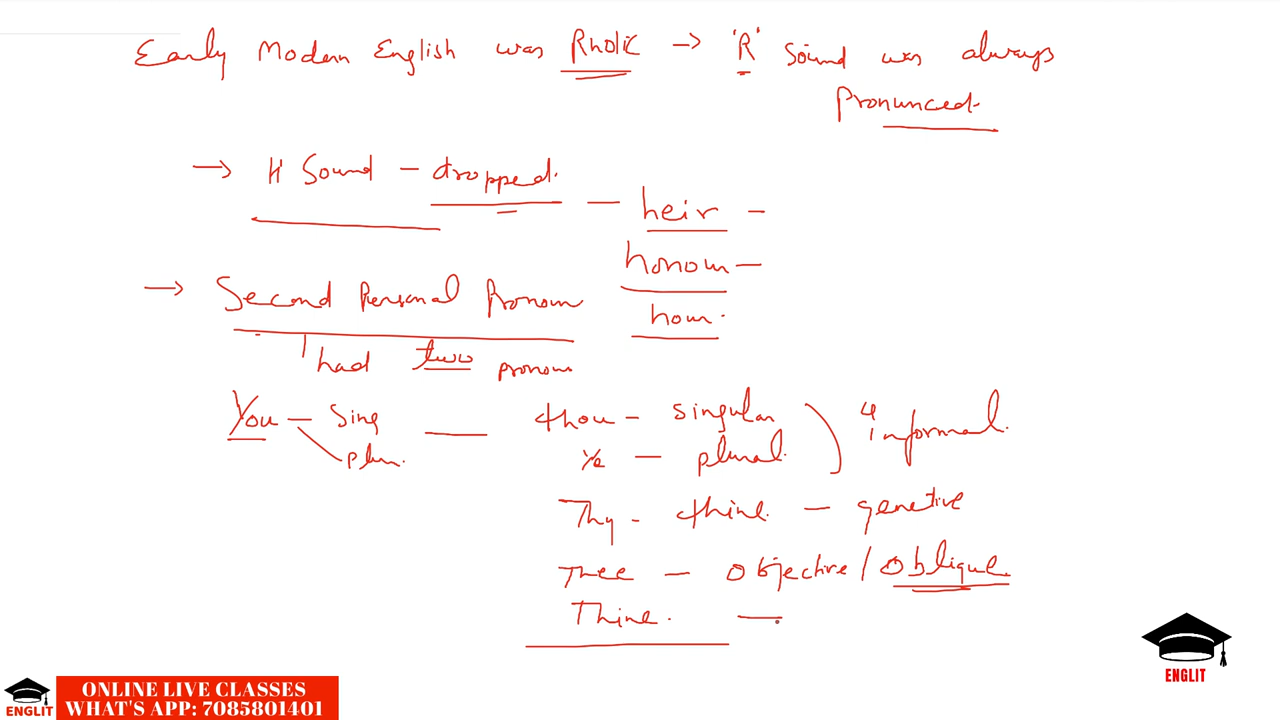 Early Modern English was Rhotic → 'R' Sound was always
Pronunced.
→ H Sound – dropped. – heir –
honour –
hour.
→ Second Personal Pronoun
had two pronoun
You – Sing — thou – singular
plu. Ye – plural. } informal.
Thy - thine. – genetive
Thee – Objective / Oblique
Thine. —
ENGLIT
ONLINE LIVE CLASSES
WHAT'S APP: 7085801401
ENGLIT